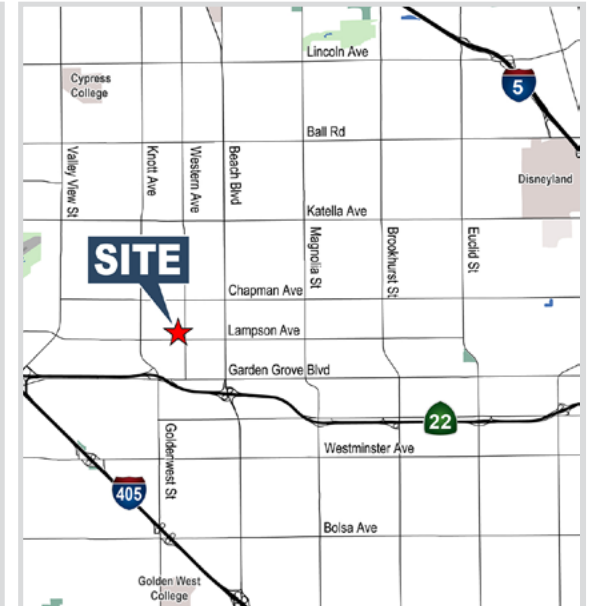 Lincoln Ave
Cypress
College
5
Ball Rd
Valley View St
Knott Ave
Western Ave
Beach Blvd
Disneyland
Katella Ave
Magnolia St
Brookhurst St
Euclid St
SITE
Chapman Ave
Lampson Ave
Garden Grove Blvd
22
Goldenwest St
Westminster Ave
405
Bolsa Ave
Golden West
College